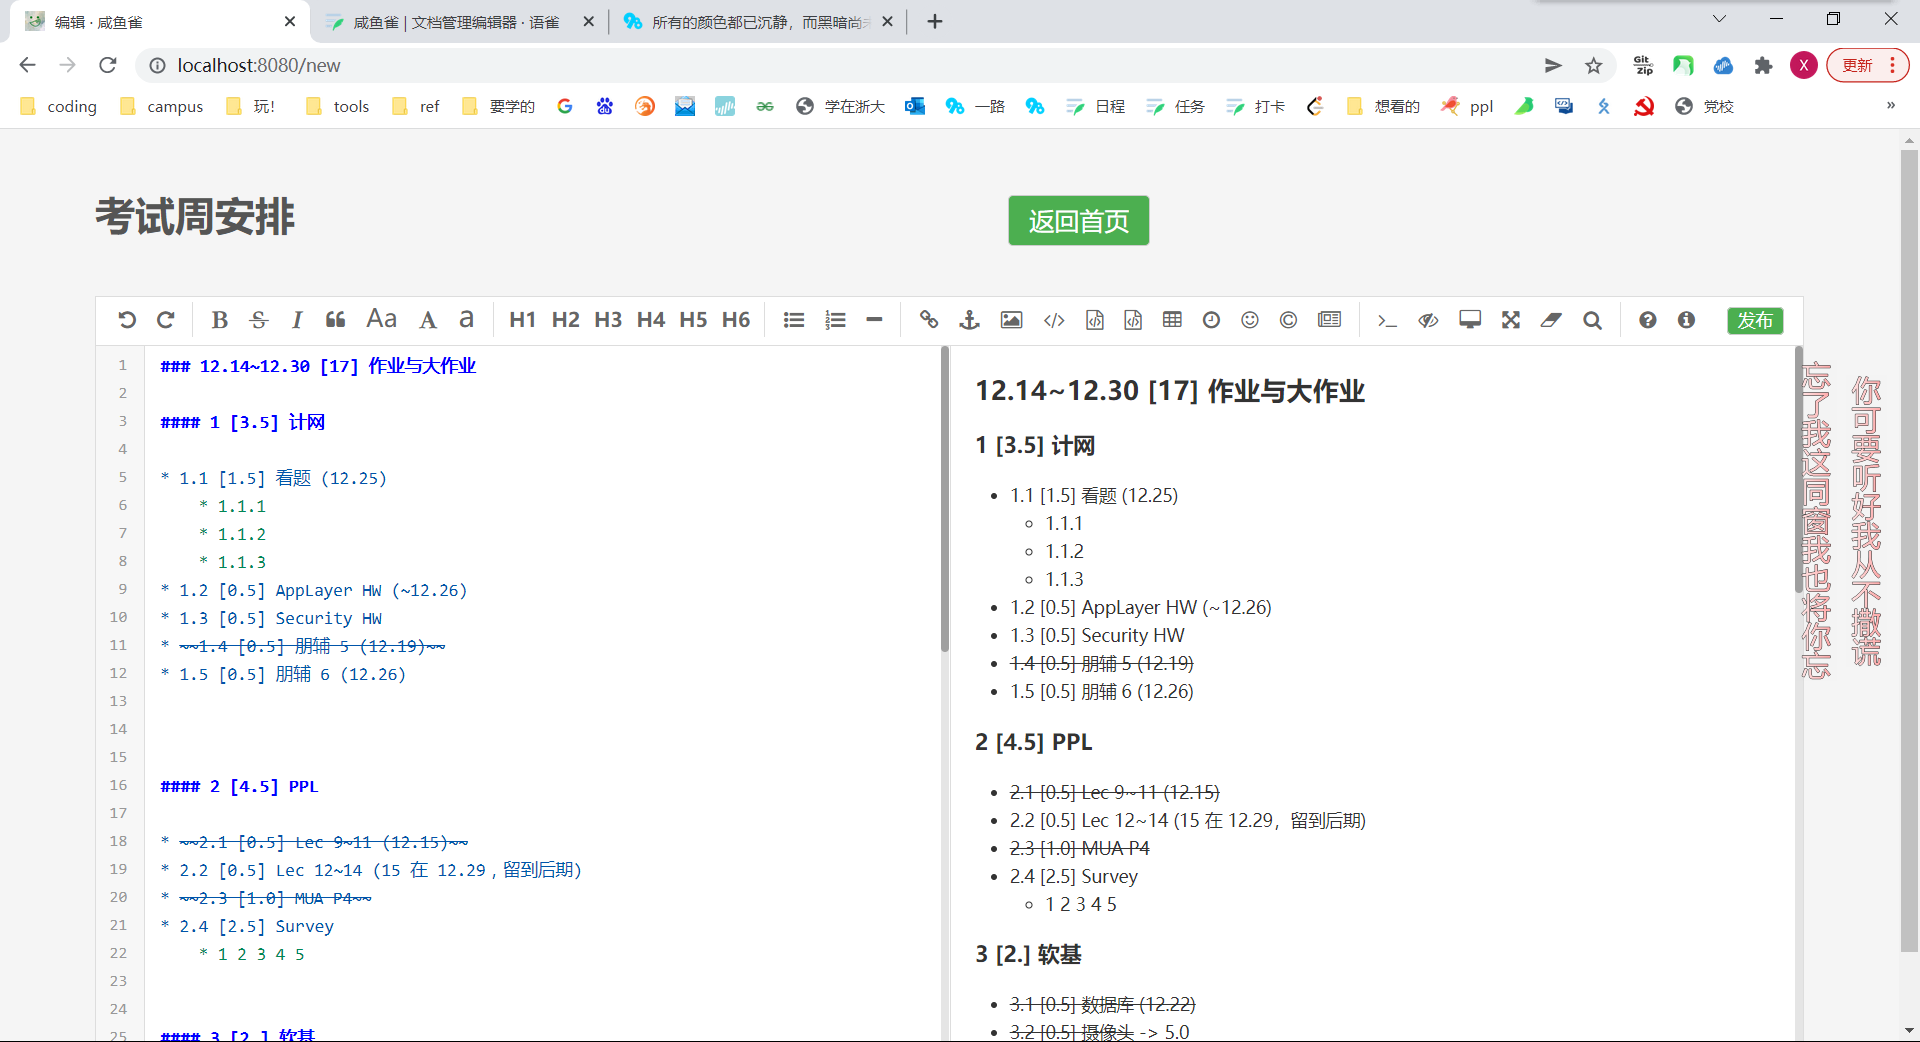 编辑 · 咸鱼雀
咸鱼雀 | 文档管理编辑器 · 语雀
所有的颜色都已沉静，而黑暗尚
localhost:8080/new
Git Zip
X
更新
coding
campus
玩！
tools
ref
要学的
学在浙大
一路
日程
任务
打卡
想看的
ppl
党校
»
考试周安排
返回首页
B S I Aa A a H1 H2 H3 H4 H5 H6
发布
1 ### 12.14~12.30 [17] 作业与大作业
2
3 #### 1 [3.5] 计网
4
5 * 1.1 [1.5] 看题 (12.25)
6 * 1.1.1
7 * 1.1.2
8 * 1.1.3
9 * 1.2 [0.5] AppLayer HW (~12.26)
10 * 1.3 [0.5] Security HW
11 * ~~1.4 [0.5] 朋辅 5 (12.19)~~
12 * 1.5 [0.5] 朋辅 6 (12.26)
13
14
15
16 #### 2 [4.5] PPL
17
18 * ~~2.1 [0.5] Lec 9~11 (12.15)~~
19 * 2.2 [0.5] Lec 12~14 (15 在 12.29，留到后期)
20 * ~~2.3 [1.0] MUA P4~~
21 * 2.4 [2.5] Survey
22 * 1 2 3 4 5
23
24
25 #### 3 [2.] 软基
12.14~12.30 [17] 作业与大作业
1 [3.5] 计网
1.1 [1.5] 看题 (12.25)
1.1.1
1.1.2
1.1.3
1.2 [0.5] AppLayer HW (~12.26)
1.3 [0.5] Security HW
1.4 [0.5] 朋辅 5 (12.19)
1.5 [0.5] 朋辅 6 (12.26)
2 [4.5] PPL
2.1 [0.5] Lec 9~11 (12.15)
2.2 [0.5] Lec 12~14 (15 在 12.29，留到后期)
2.3 [1.0] MUA P4
2.4 [2.5] Survey
1 2 3 4 5
3 [2.] 软基
3.1 [0.5] 数据库 (12.22)
3.2 [0.5] 摄像头 -> 5.0
你可要听好我从不撒谎
忘了我这同窗我也将你忘